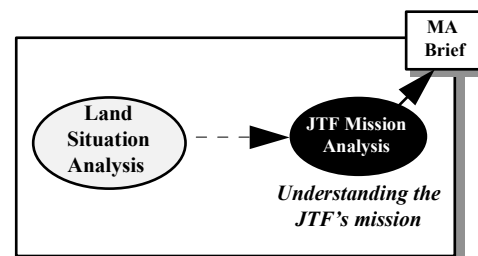 MA
Brief
Land
Situation
Analysis
JTF Mission
Analysis
Understanding the
JTF's mission